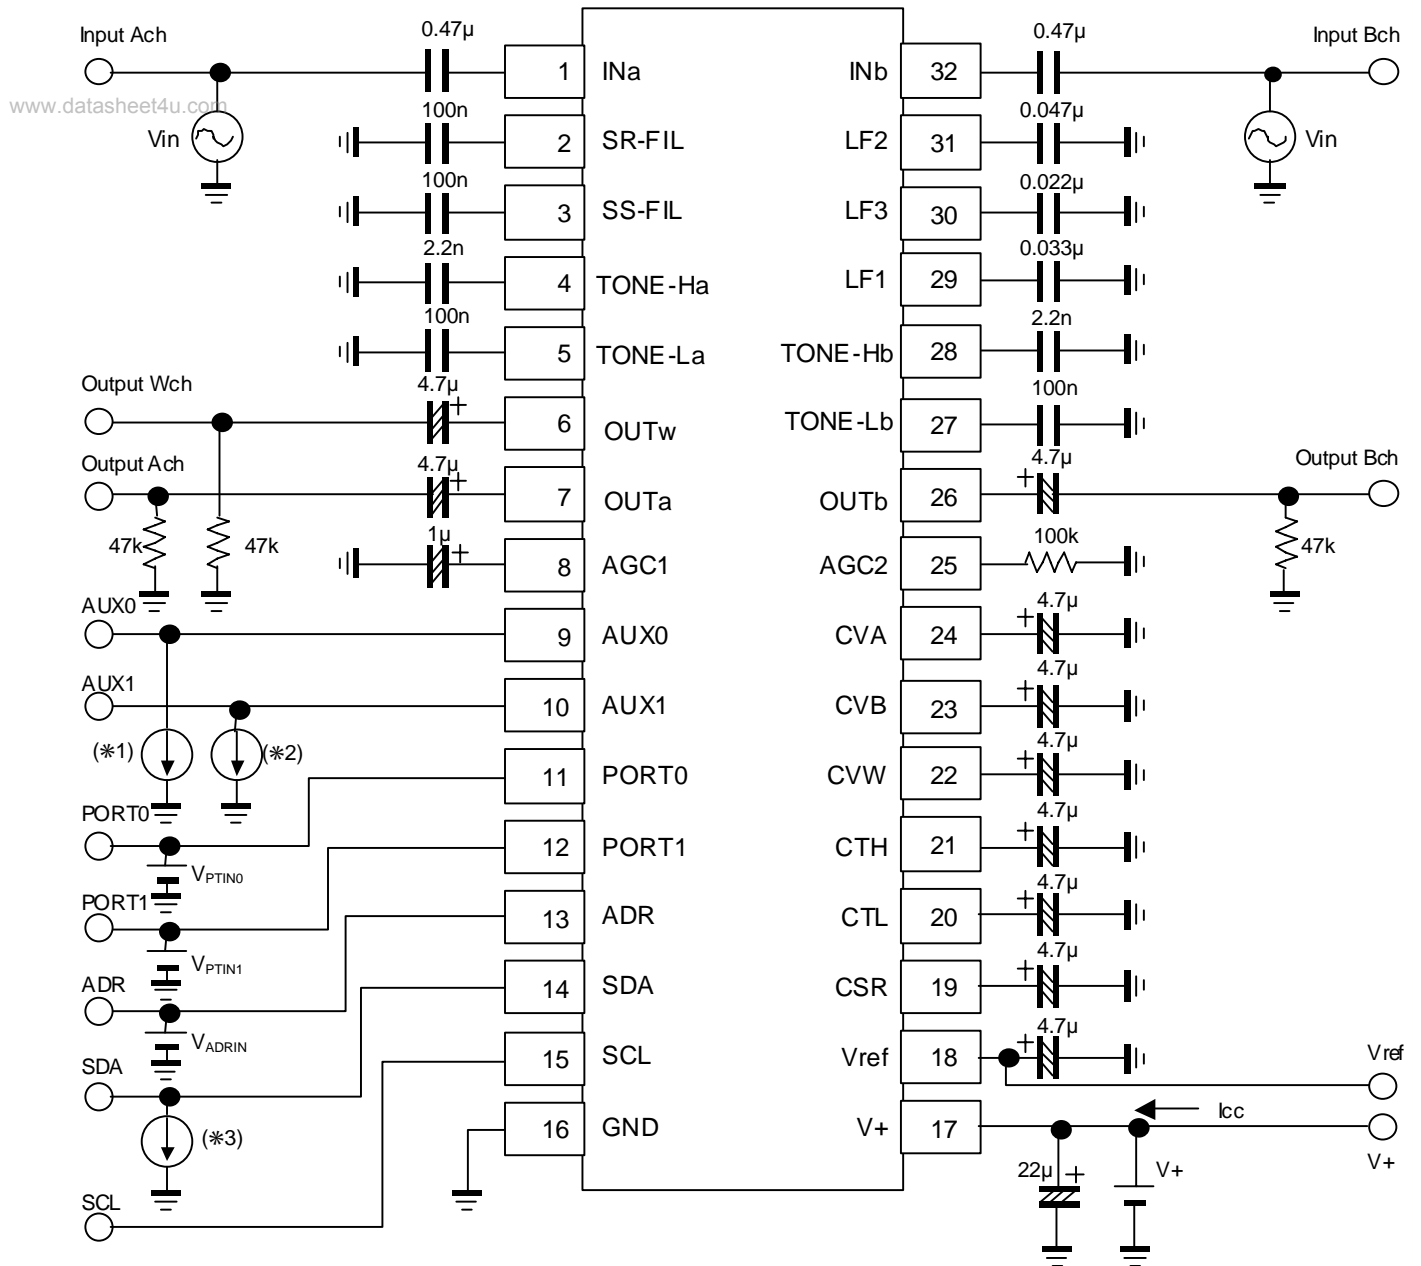 Input Ach
0.47µ
1
INa
INb
32
0.47µ
Input Bch
www.datasheet4u.com
Vin
100n
2
SR-FIL
LF2
31
0.047µ
Vin
100n
3
SS-FIL
LF3
30
0.022µ
2.2n
4
TONE-Ha
LF1
29
0.033µ
100n
5
TONE-La
TONE-Hb
28
2.2n
Output Wch
4.7µ
+
6
OUTw
TONE-Lb
27
100n
Output Ach
4.7µ
+
7
OUTa
OUTb
26
+
4.7µ
Output Bch
47k
47k
1µ
+
8
AGC1
AGC2
25
100k
47k
AUX0
9
AUX0
CVA
24
+
4.7µ
AUX1
10
AUX1
CVB
23
+
4.7µ
(※1)
(※2)
11
PORT0
CVW
22
+
4.7µ
PORT0
VPTIN0
12
PORT1
CTH
21
+
4.7µ
PORT1
VPTIN1
13
ADR
CTL
20
+
4.7µ
ADR
VADRIN
14
SDA
CSR
19
+
4.7µ
SDA
(※3)
15
SCL
Vref
18
+
4.7µ
Vref
16
GND
V+
17
Icc
V+
22µ
+
V+
SCL